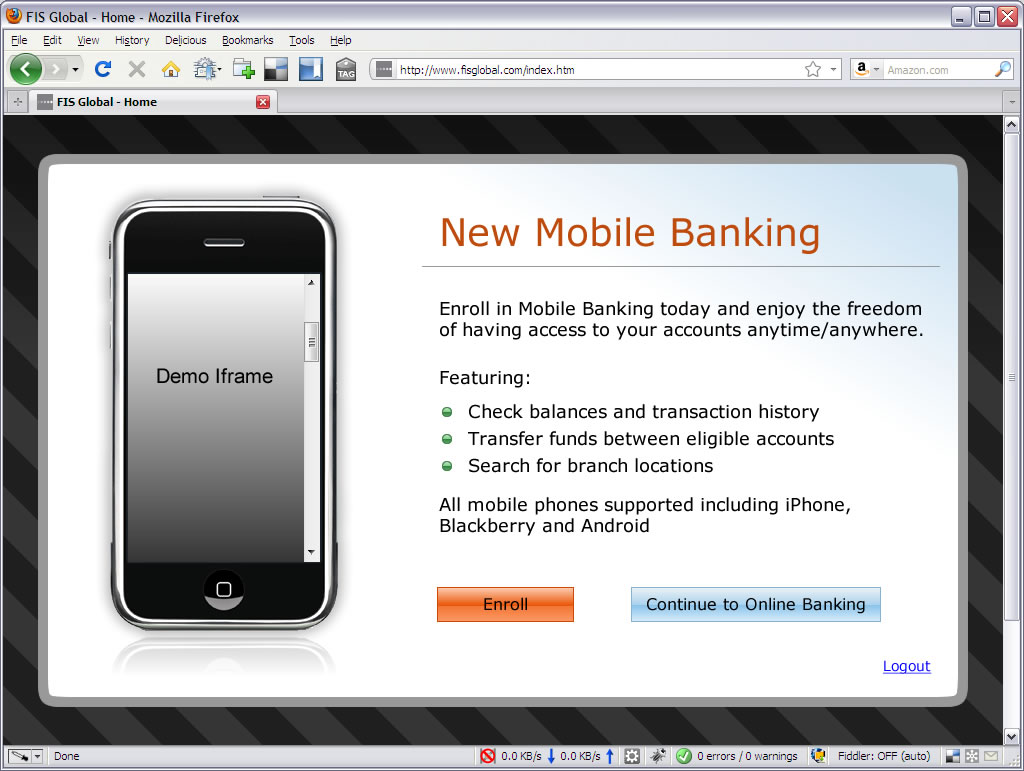 FIS Global - Home - Mozilla Firefox
File Edit View History Delicious Bookmarks Tools Help
TAG
http://www.fisglobal.com/index.htm
a
Amazon.com
FIS Global - Home
New Mobile Banking
Enroll in Mobile Banking today and enjoy the freedom
of having access to your accounts anytime/anywhere.
Demo Iframe
Featuring:
Check balances and transaction history
Transfer funds between eligible accounts
Search for branch locations
All mobile phones supported including iPhone,
Blackberry and Android
Enroll
Continue to Online Banking
Logout
Done
0.0 KB/s
0.0 KB/s
0 errors / 0 warnings
Fiddler: OFF (auto)